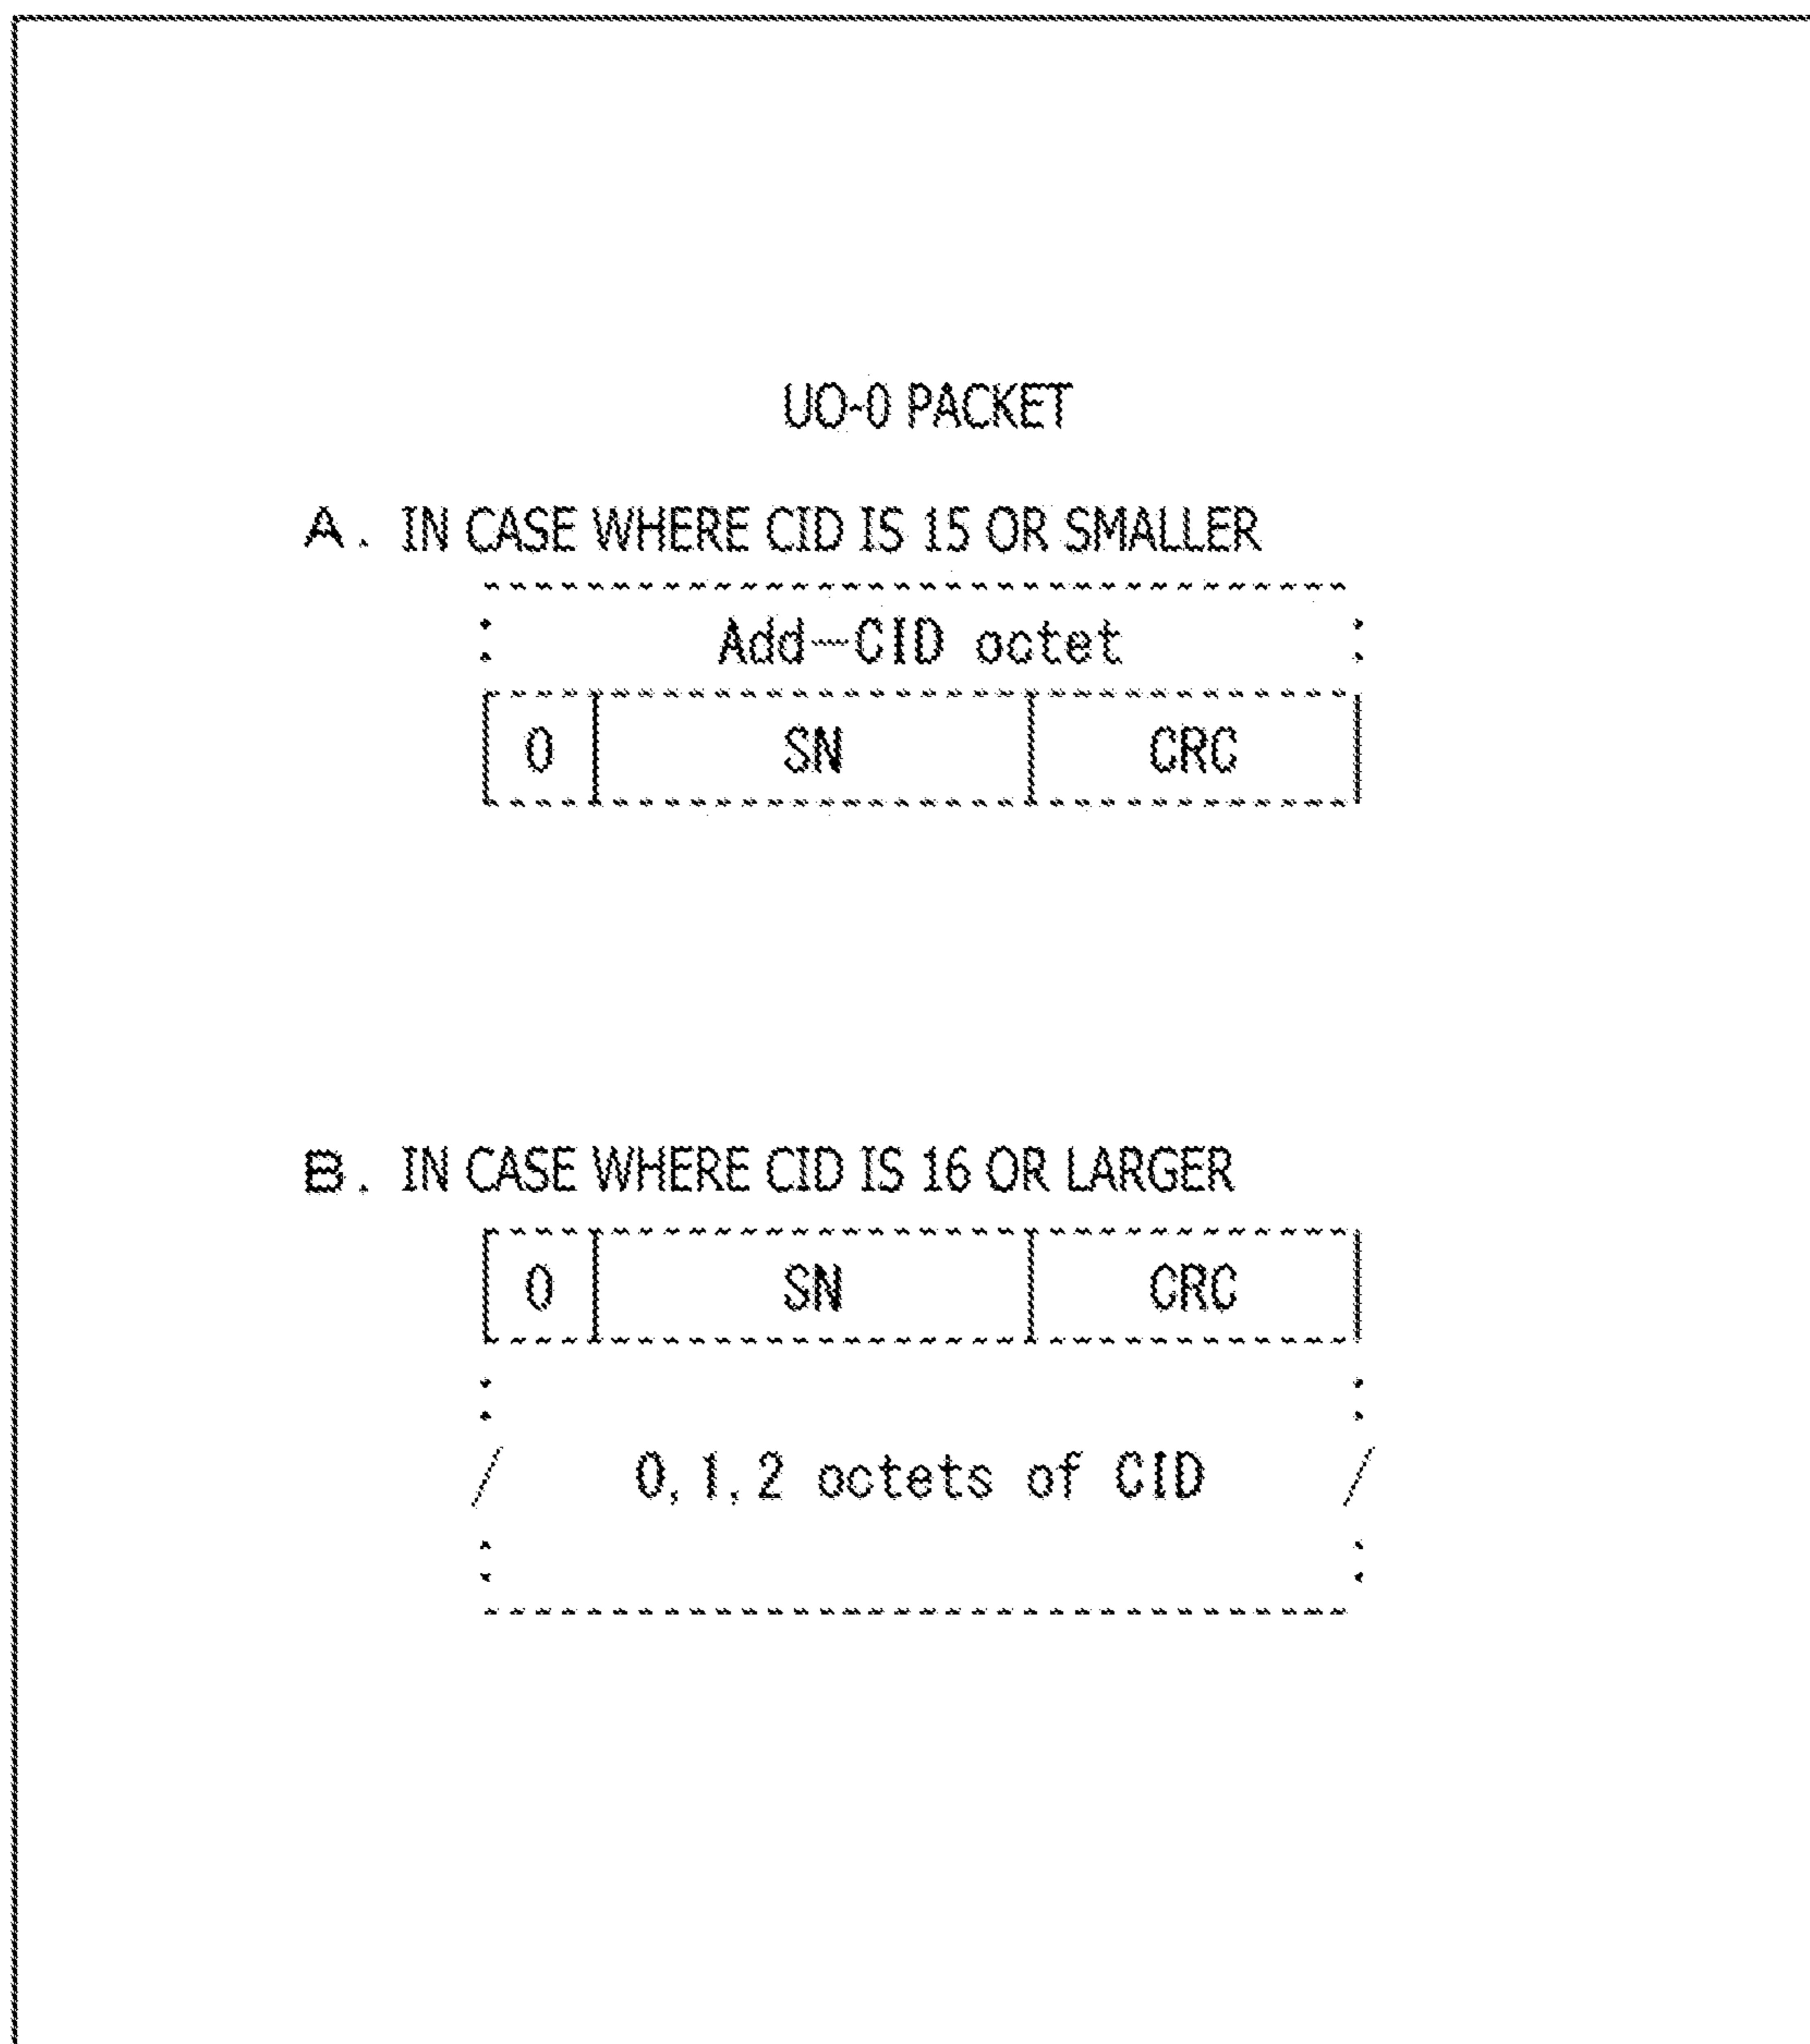 UO-0 PACKET
A. IN CASE WHERE CID IS 15 OR SMALLER
: Add-CID octet :
0 SN CRC
B. IN CASE WHERE CID IS 16 OR LARGER
0 SN CRC
: :
/ 0, 1, 2 octets of CID /
: :